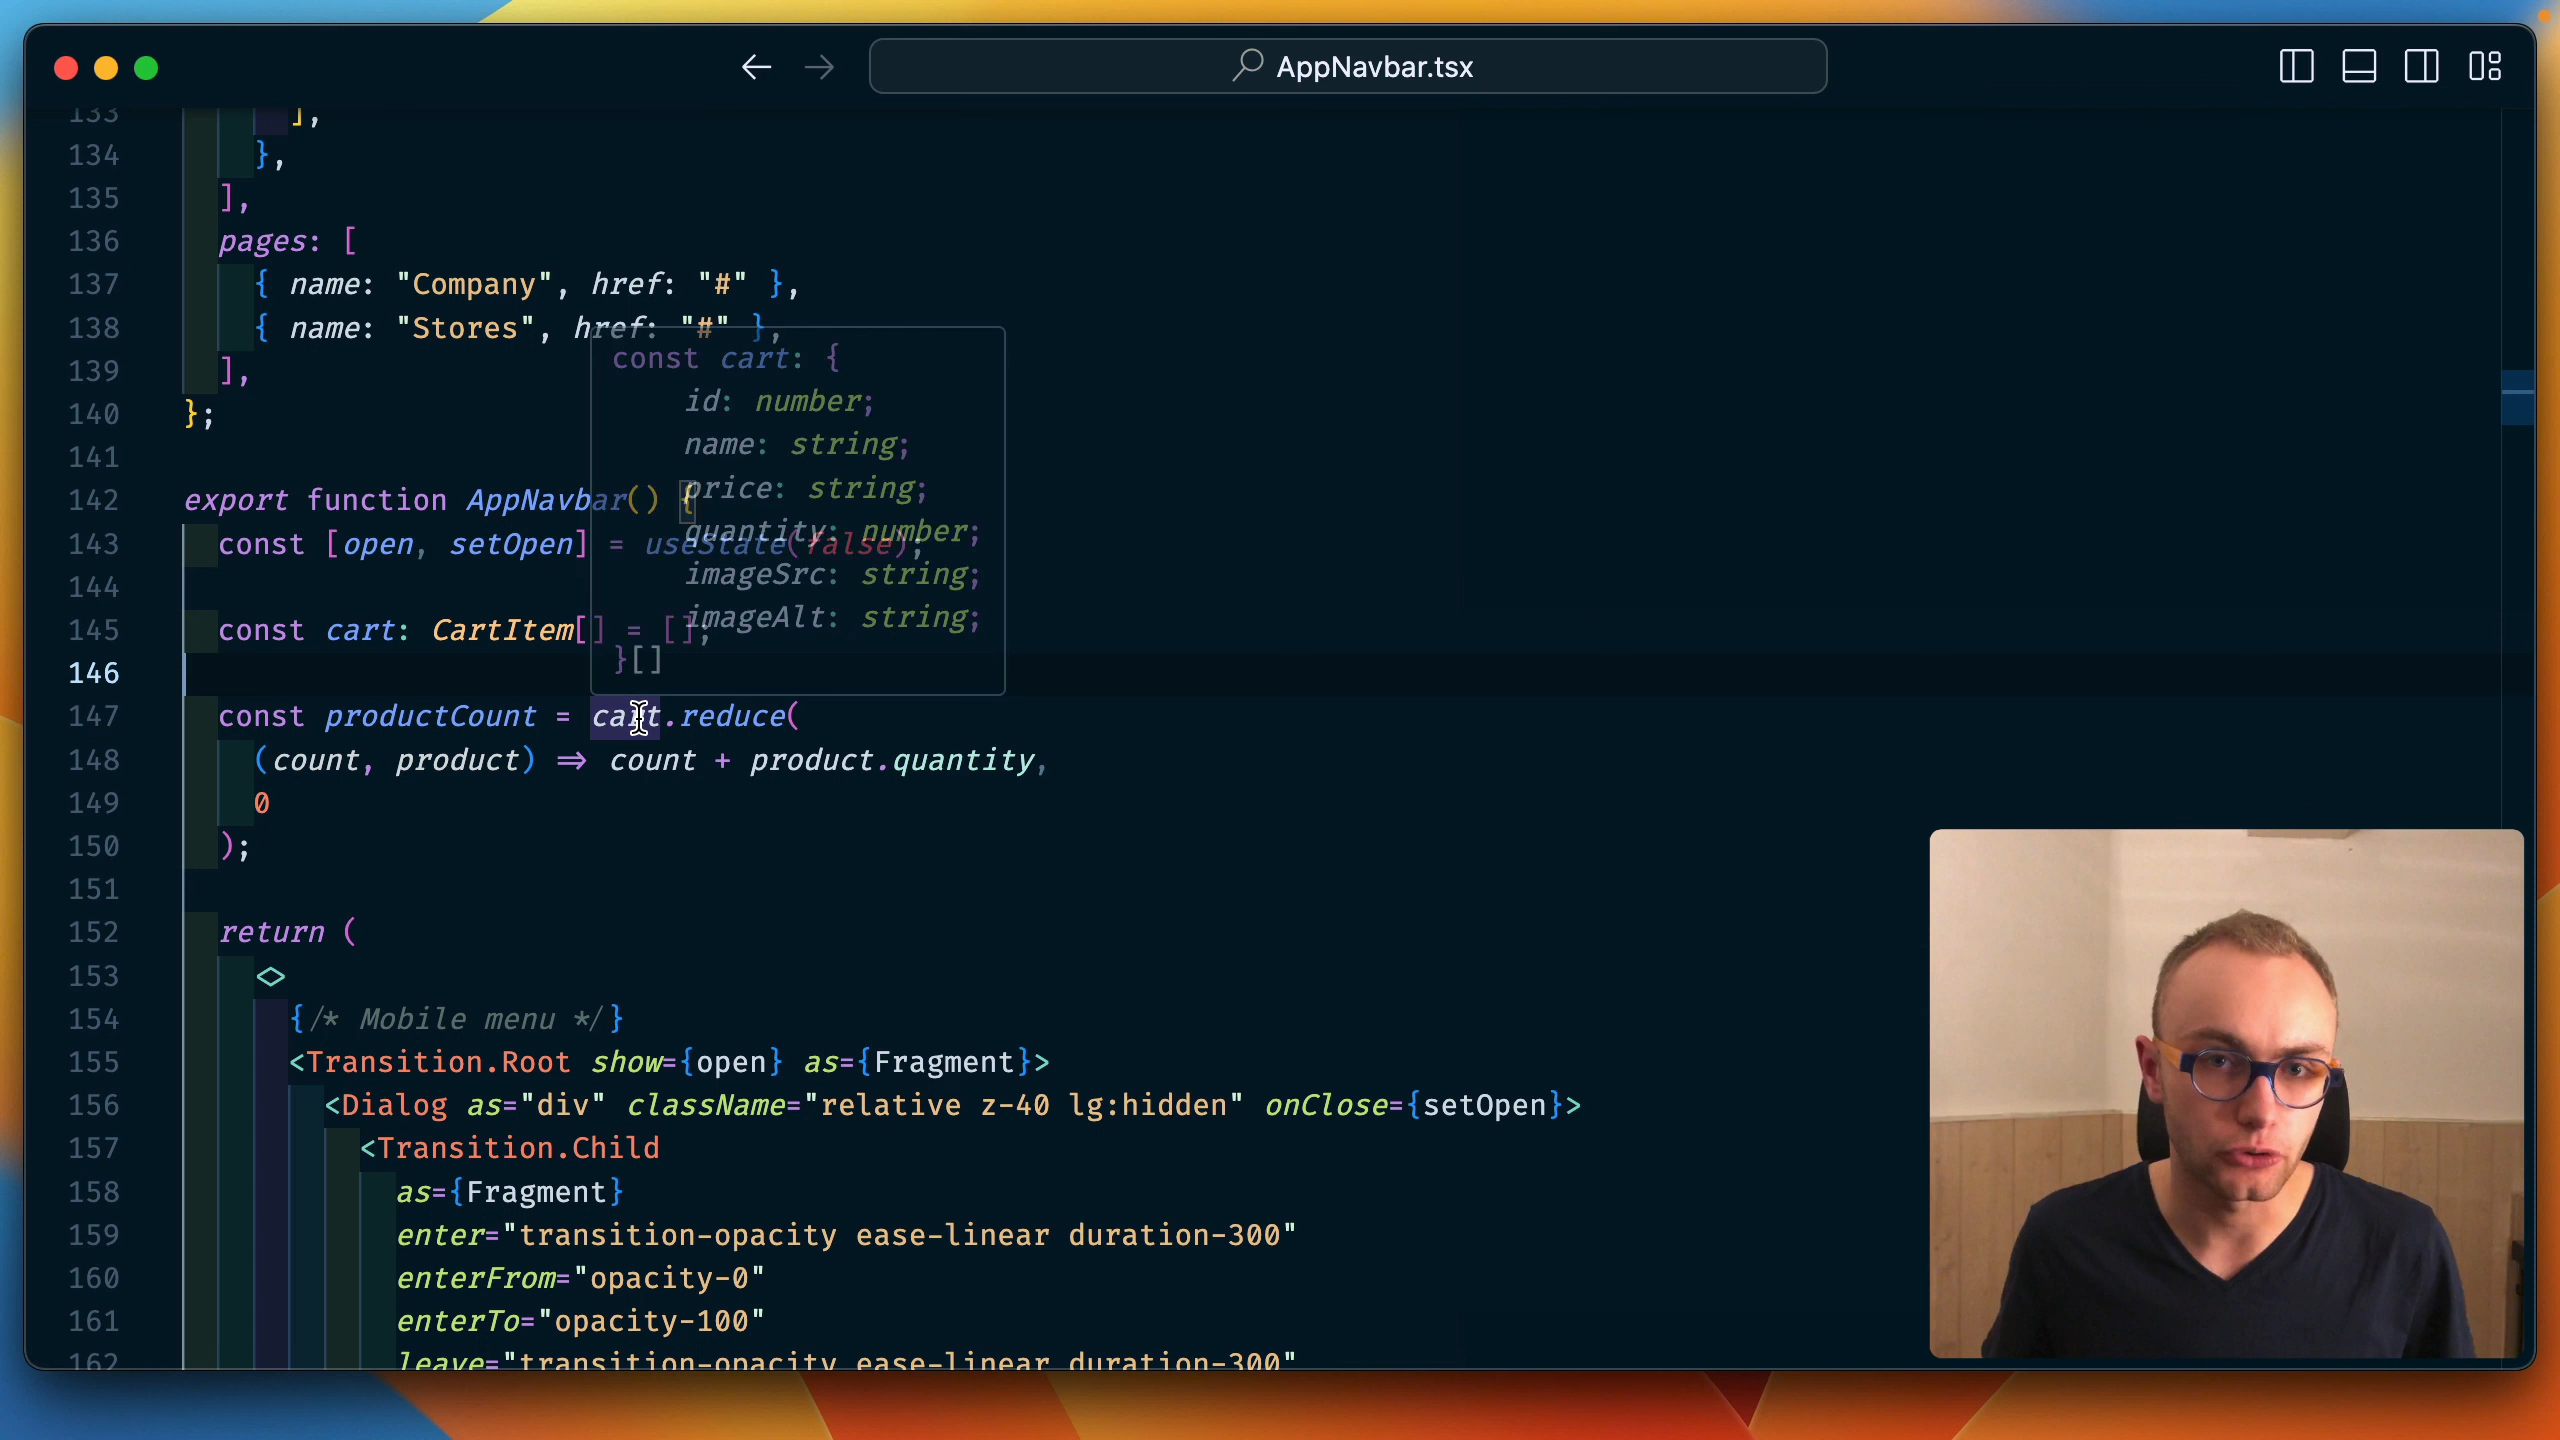 AppNavbar.tsx
133 ],
134 },
135 ],
136 pages: [
137 { name: "Company", href: "#" },
138 { name: "Stores", href: "#" },
139 ],
140 };
141
142 export function AppNavbar() {
143 const [open, setOpen] = useState(false);
144
145 const cart: CartItem[] = [];
146
147 const productCount = cart.reduce(
148 (count, product) => count + product.quantity,
149 0
150 );
151
152 return (
153 <>
154 {/* Mobile menu */}
155 <Transition.Root show={open} as={Fragment}>
156 <Dialog as="div" className="relative z-40 lg:hidden" onClose={setOpen}>
157 <Transition.Child
158 as={Fragment}
159 enter="transition-opacity ease-linear duration-300"
160 enterFrom="opacity-0"
161 enterTo="opacity-100"
162 leave="transition-opacity ease-linear duration-300"
const cart: {
id: number;
name: string;
price: string;
quantity: number;
imageSrc: string;
imageAlt: string;
}[]